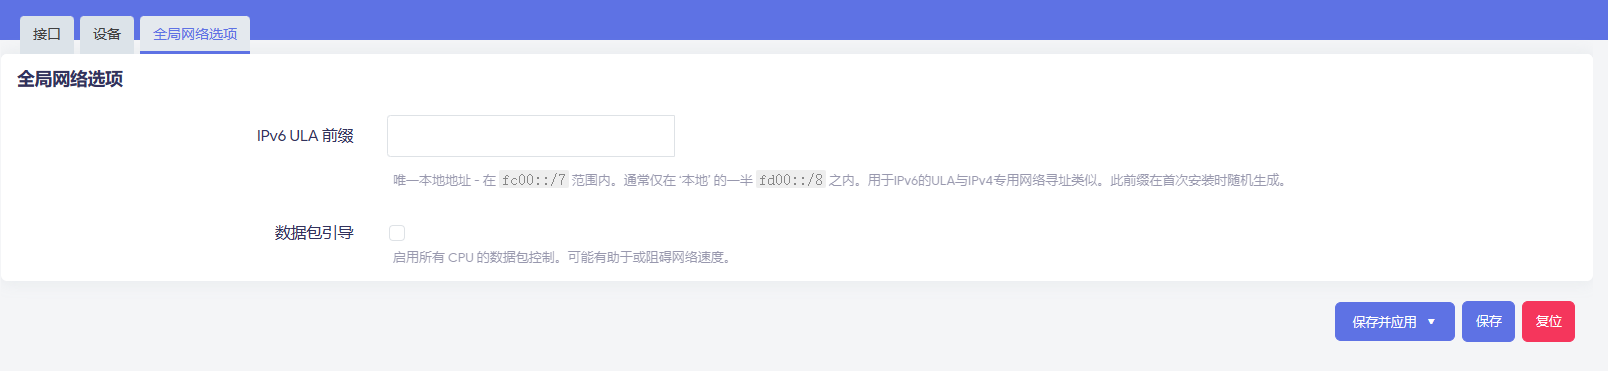 接口 设备 全局网络选项
全局网络选项
IPv6 ULA 前缀
唯一本地地址 - 在 fc00::/7 范围内。通常仅在 ‘本地’ 的一半 fd00::/8 之内。用于IPv6的ULA与IPv4专用网络寻址类似。此前缀在首次安装时随机生成。
数据包引导
启用所有 CPU 的数据包控制。可能有助于或阻碍网络速度。
保存并应用 保存 复位